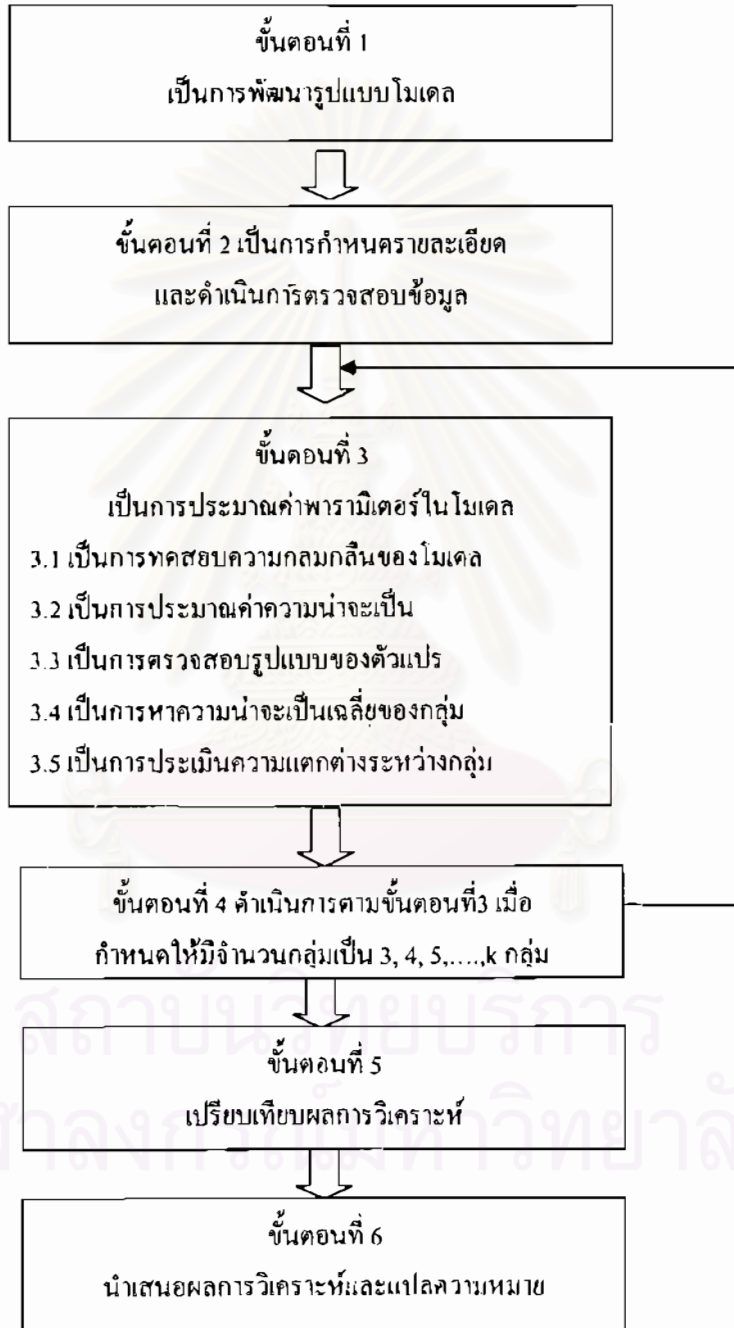 ขั้นตอนที่ 1
เป็นการพัฒนารูปแบบโมเดล
ขั้นตอนที่ 2 เป็นการกำหนดรายละเอียด
และดำเนินการตรวจสอบข้อมูล
ขั้นตอนที่ 3
เป็นการประมาณค่าพารามิเตอร์ในโมเดล
3.1 เป็นการทดสอบความกลมกลืนของโมเดล
3.2 เป็นการประมาณค่าความน่าจะเป็น
3.3 เป็นการตรวจสอบรูปแบบของตัวแปร
3.4 เป็นการหาความน่าจะเป็นเฉลี่ยของกลุ่ม
3.5 เป็นการประเมินความแตกต่างระหว่างกลุ่ม
ขั้นตอนที่ 4 ดำเนินการตามขั้นตอนที่3 เมื่อ
กำหนดให้มีจำนวนกลุ่มเป็น 3, 4, 5,....,k กลุ่ม
สถาบันวิทยบริการ
ขั้นตอนที่ 5
เปรียบเทียบผลการวิเคราะห์
ขั้นตอนที่ 6
นำเสนอผลการวิเคราะห์และแปลความหมาย